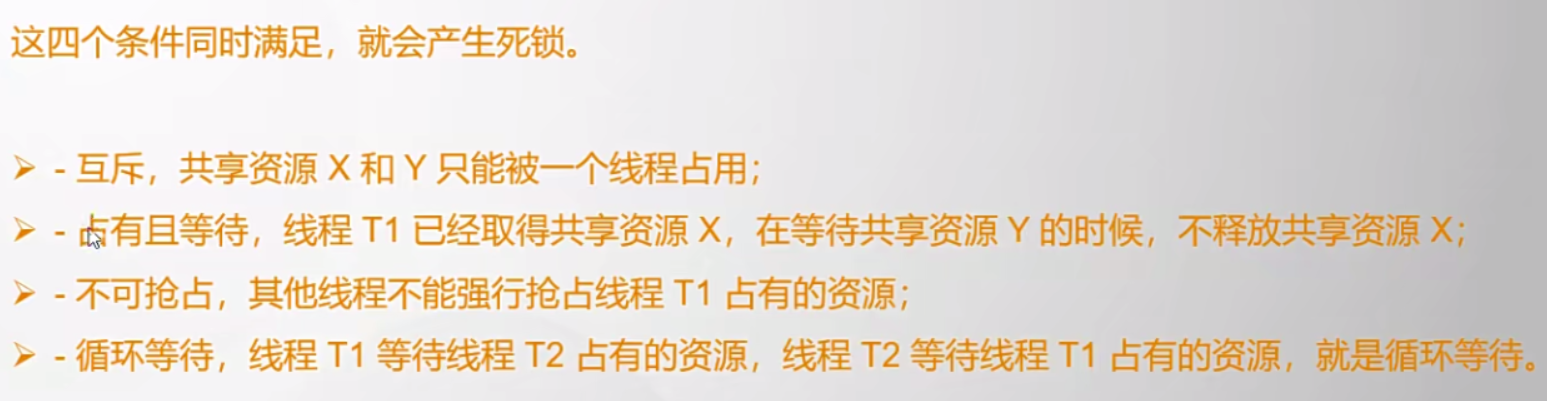 这四个条件同时满足，就会产生死锁。
➢ - 互斥，共享资源 X 和 Y 只能被一个线程占用；
➢ - 占有且等待，线程 T1 已经取得共享资源 X，在等待共享资源 Y 的时候，不释放共享资源 X；
➢ - 不可抢占，其他线程不能强行抢占线程 T1 占有的资源；
➢ - 循环等待，线程 T1 等待线程 T2 占有的资源，线程 T2 等待线程 T1 占有的资源，就是循环等待。